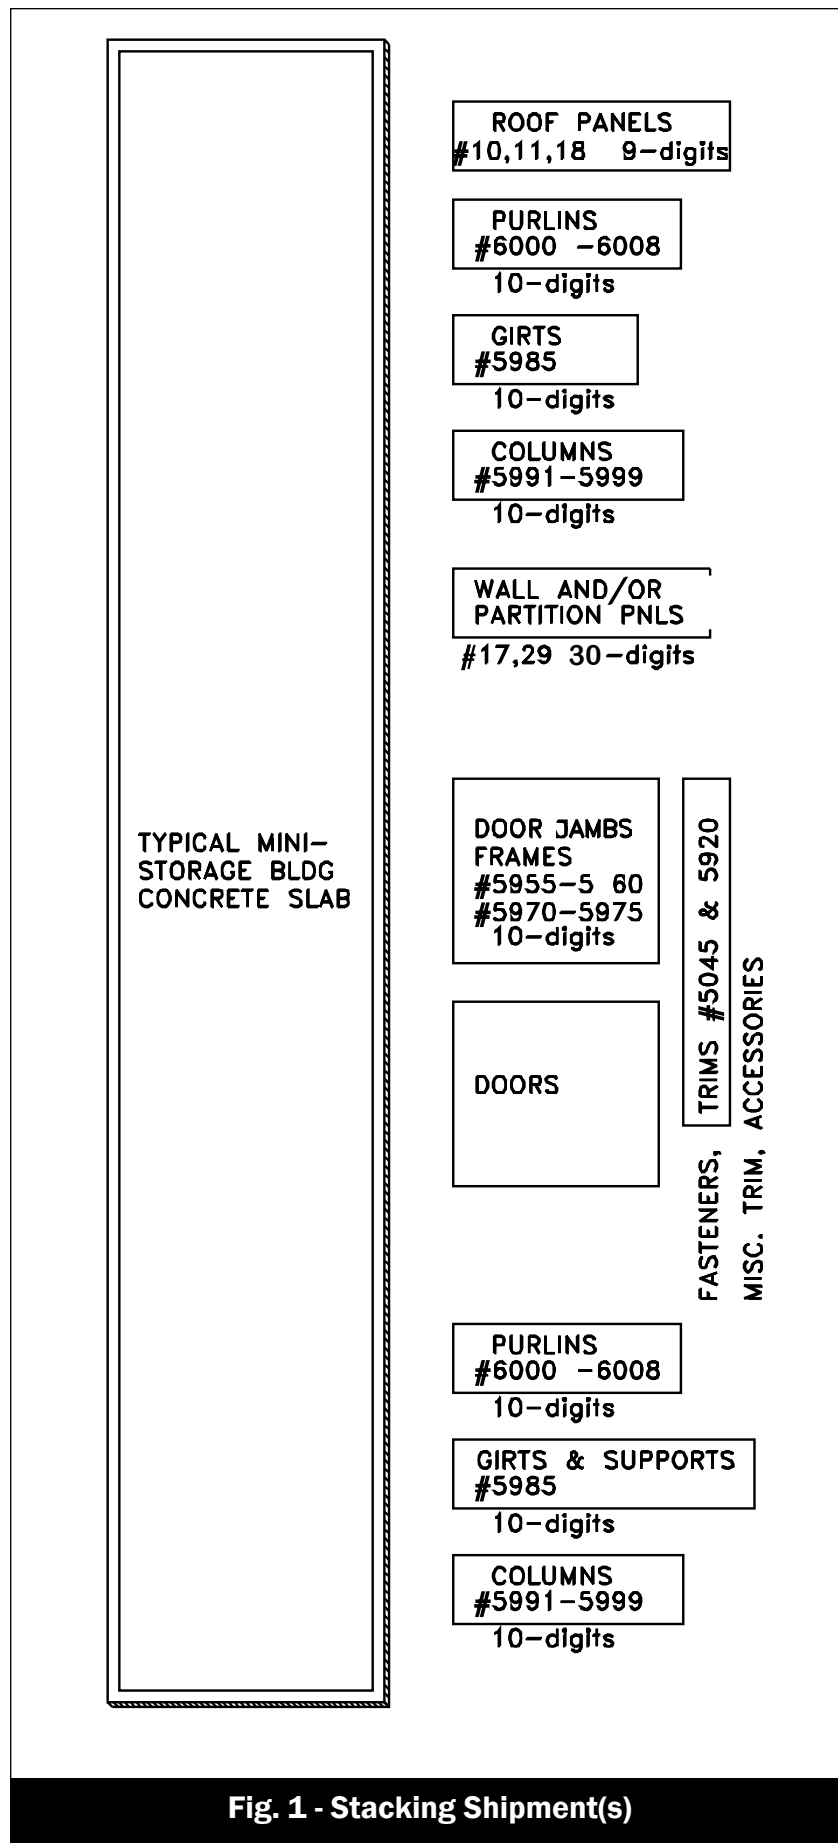 ROOF PANELS
#10,11,18 9-digits
PURLINS
#6000 -6008
10-digits
GIRTS
#5985
10-digits
COLUMNS
#5991-5999
10-digits
WALL AND/OR
PARTITION PNLS
#17,29 30-digits
TYPICAL MINI-
STORAGE BLDG
CONCRETE SLAB
DOOR JAMBS
FRAMES
#5955-5 60
#5970-5975
10-digits
DOORS
TRIMS #5045 & 5920
FASTENERS,
MISC. TRIM, ACCESSORIES
PURLINS
#6000 -6008
10-digits
GIRTS & SUPPORTS
#5985
10-digits
COLUMNS
#5991-5999
10-digits
Fig. 1 - Stacking Shipment(s)